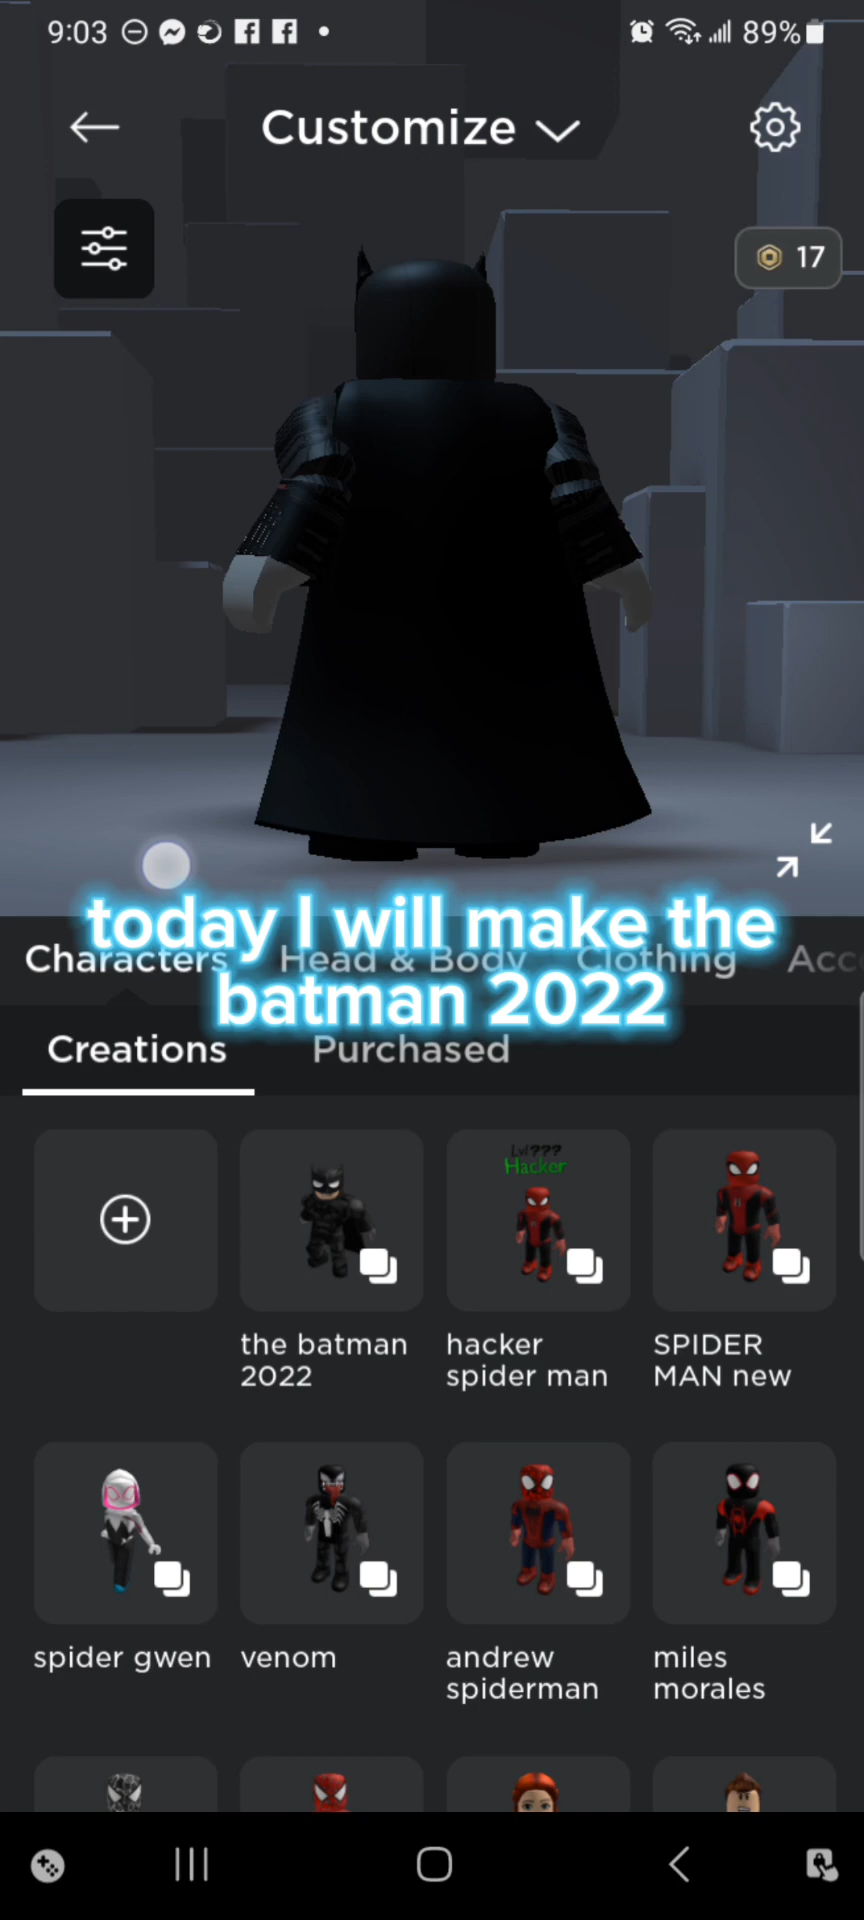 9:03
89%
Customize
17
today I will make the
batman 2022
Characters
Head & Body
Clothing
Acc
Creations
Purchased
Lvl???
Hacker
the batman
2022
hacker
spider man
SPIDER
MAN new
spider gwen
venom
andrew
spiderman
miles
morales